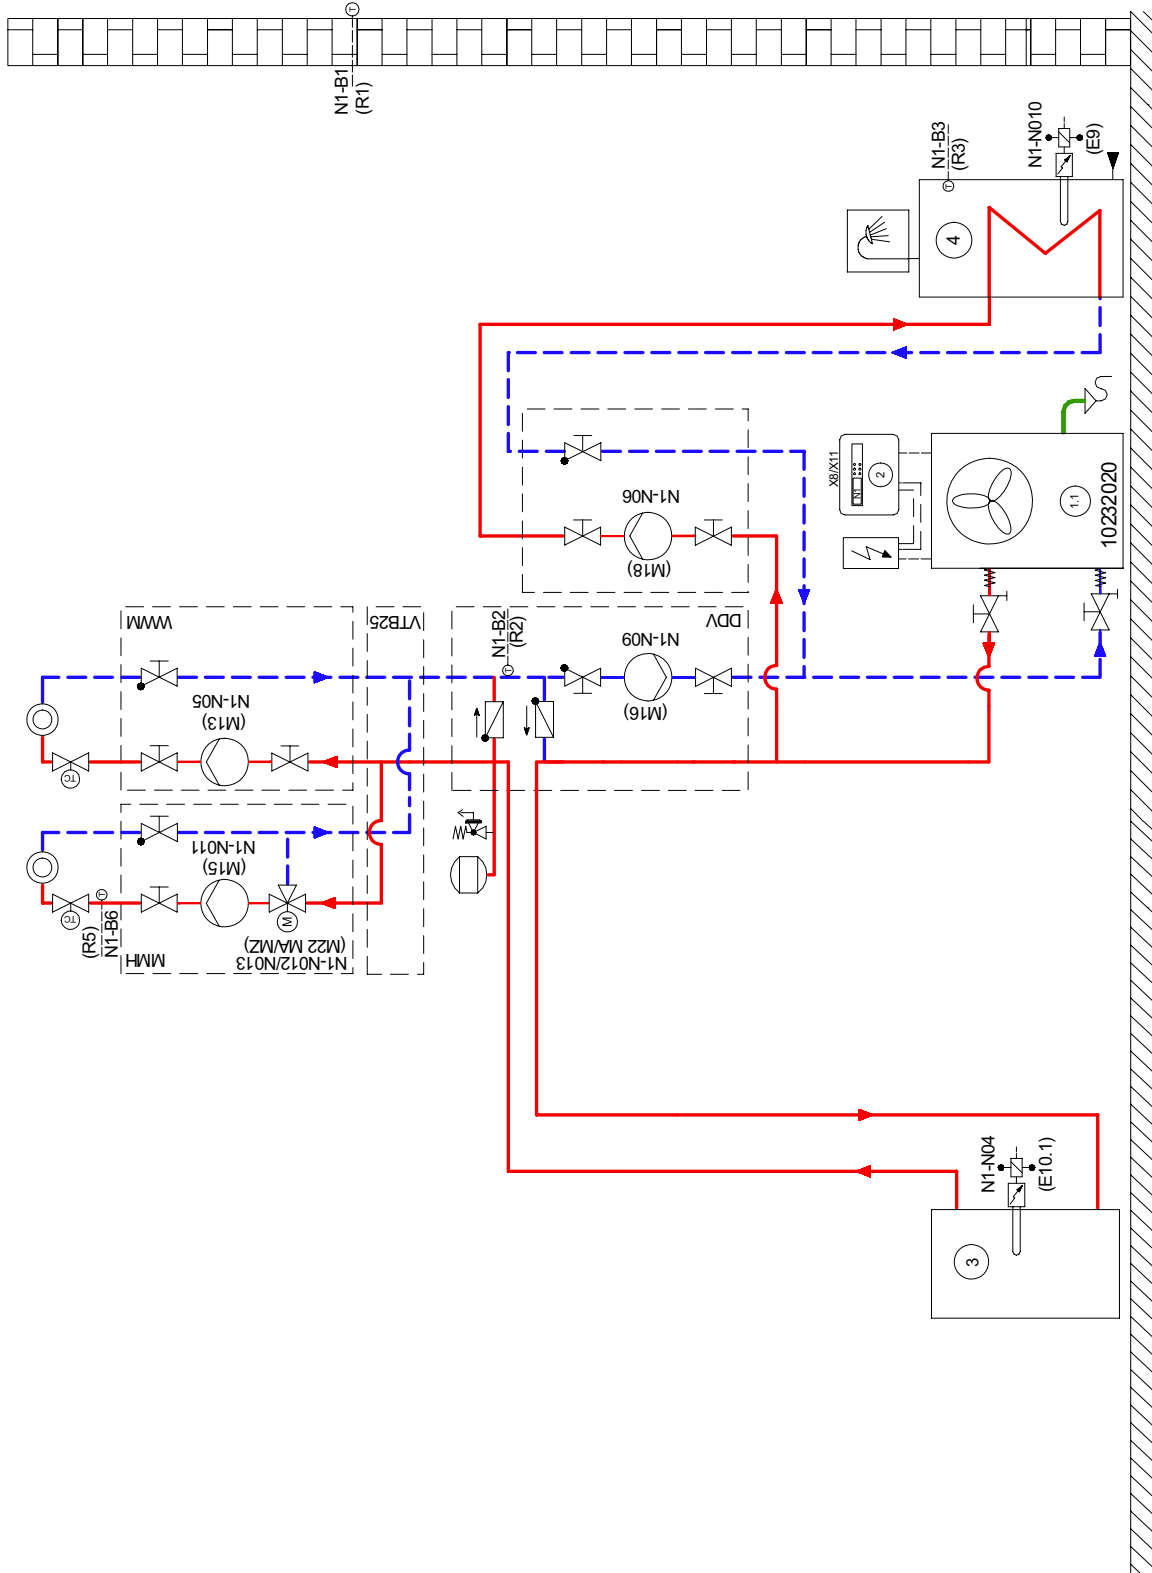 T
N1-B1
(R1)
N1-B3
(R3)
T
N1-N010
(E9)
4
X8/X11
N1
2
1.1
10232020
N1-N06
(M18)
WWM
N1-N05
(M13)
TC
VTB25
N1-B2
(R2)
T
DDV
N1-N09
(M16)
MMH
N1-N011
(M15)
TC
T
(R5)
N1-B6
M
N1-N012/N013
(M22 MA/MZ)
N1-N04
(E10.1)
3